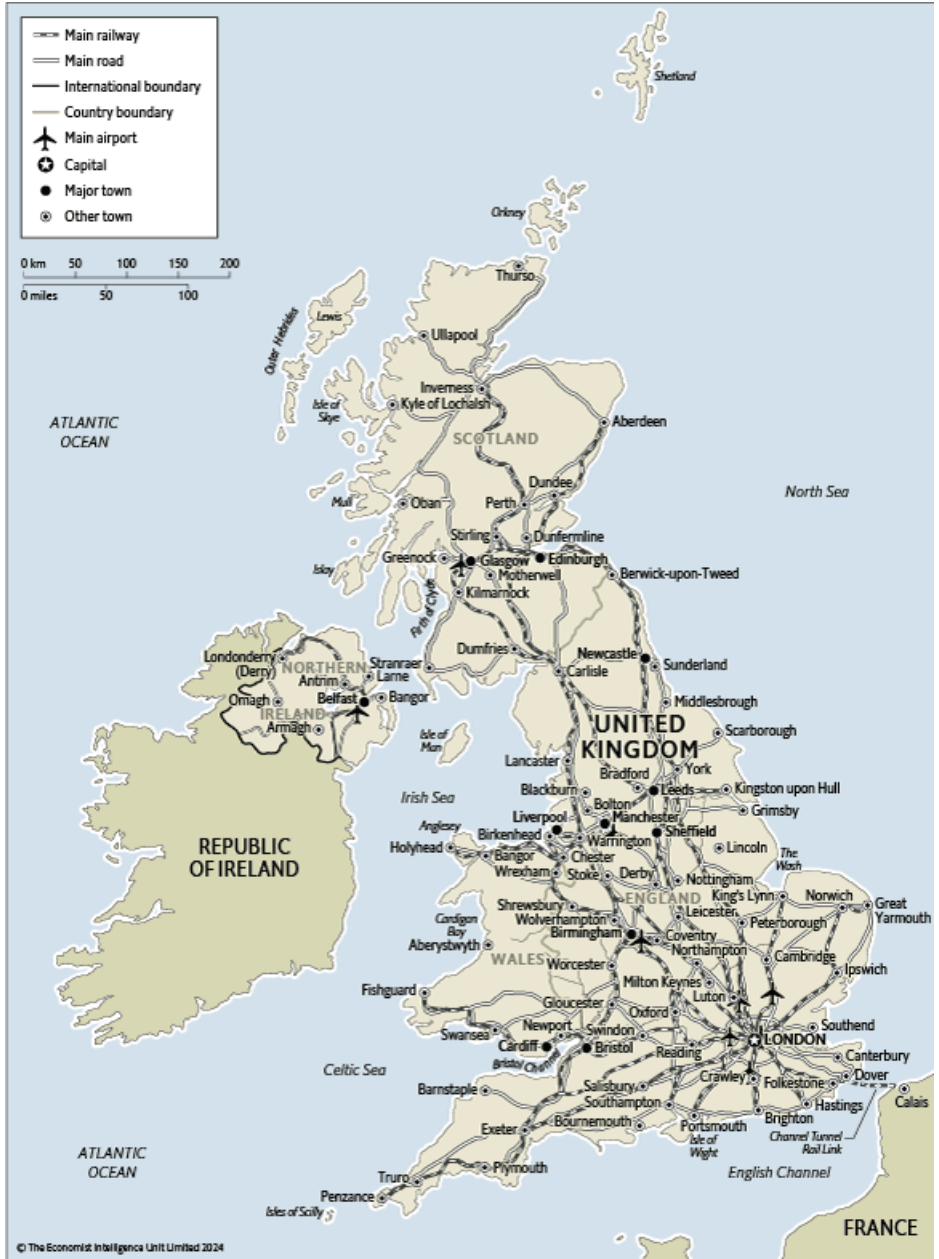 Main railway
Main road
International boundary
Country boundary
Main airport
Capital
Major town
Other town
0 km 50 100 150 200
0 miles 50 100
Shetland
Orkney
Thurso
Lewis
Outer Hebrides
Ullapool
Inverness
Isle of
Skye
Kyle of Lochalsh
ATLANTIC
OCEAN
Aberdeen
SCOTLAND
North Sea
Dundee
Mull
Oban
Perth
Stirling
Dunfermline
Greenock
Glasgow
Edinburgh
Islay
Motherwell
Berwick-upon-Tweed
Kilmarnock
Firth of Clyde
Londonderry
(Derry)
NORTHERN
IRELAND
Stranraer
Dumfries
Newcastle
Larne
Carlisle
Sunderland
Antrim
Omagh
Belfast
Bangor
Middlesbrough
Armagh
Isle of
Man
UNITED
KINGDOM
Scarborough
Lancaster
Bradford
York
Blackburn
Leeds
Kingston upon Hull
Irish Sea
Bolton
Grimsby
Liverpool
Manchester
Anglesey
Birkenhead
Warrington
Sheffield
REPUBLIC
OF IRELAND
Holyhead
Bangor
Chester
Lincoln
The
Wash
Wrexham
Stoke
Derby
Nottingham
ENGLAND
King's Lynn
Norwich
Great
Yarmouth
Shrewsbury
Leicester
Cardigan
Bay
Wolverhampton
Peterborough
Birmingham
Coventry
Aberystwyth
WALES
Northampton
Cambridge
Worcester
Milton Keynes
Ipswich
Fishguard
Gloucester
Oxford
Luton
Swansea
Newport
Swindon
LONDON
Southend
Cardiff
Bristol
Reading
Bristol Channel
Canterbury
Celtic Sea
Crawley
Dover
Folkestone
Barnstaple
Salisbury
Southampton
Hastings
Calais
Exeter
Bournemouth
Portsmouth
Brighton
Isle of
Wight
Channel Tunnel
Rail Link
ATLANTIC
OCEAN
Plymouth
English Channel
Truro
Penzance
Isles of Scilly
FRANCE
© The Economist Intelligence Unit Limited 2024